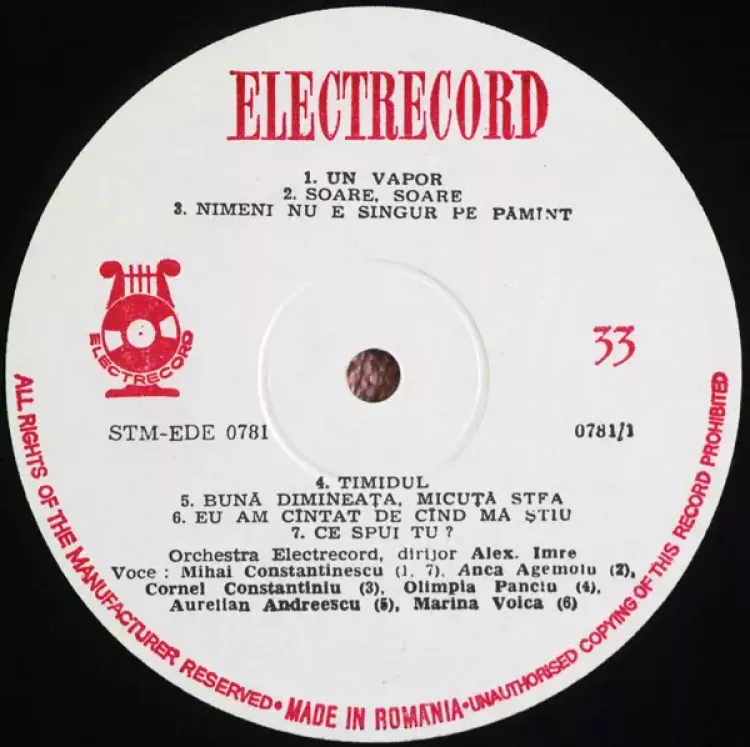 ELECTRECORD
1. UN VAPOR
2. SOARE, SOARE
3. NIMENI NU E SINGUR PE PĂMÎNT
ELECTRECORD
33
STM-EDE 0781
0781/1
4. TIMIDUL
5. BUNĂ DIMINEAȚA, MICUȚĂ STEA
6. EU AM CÎNTAT DE CÎND MĂ ȘTIU
7. CE SPUI TU ?
Orchestra Electrecord, dirijor Alex. Imre
Voce : Mihai Constantinescu (1, 7), Anca Agemolu (2),
Cornel Constantiniu (3), Olimpia Panciu (4),
Aurelian Andreescu (5), Marina Voica (6)
ALL RIGHTS OF THE MANUFACTURER RESERVED • MADE IN ROMANIA • UNAUTHORISED COPYING OF THIS RECORD PROHIBITED